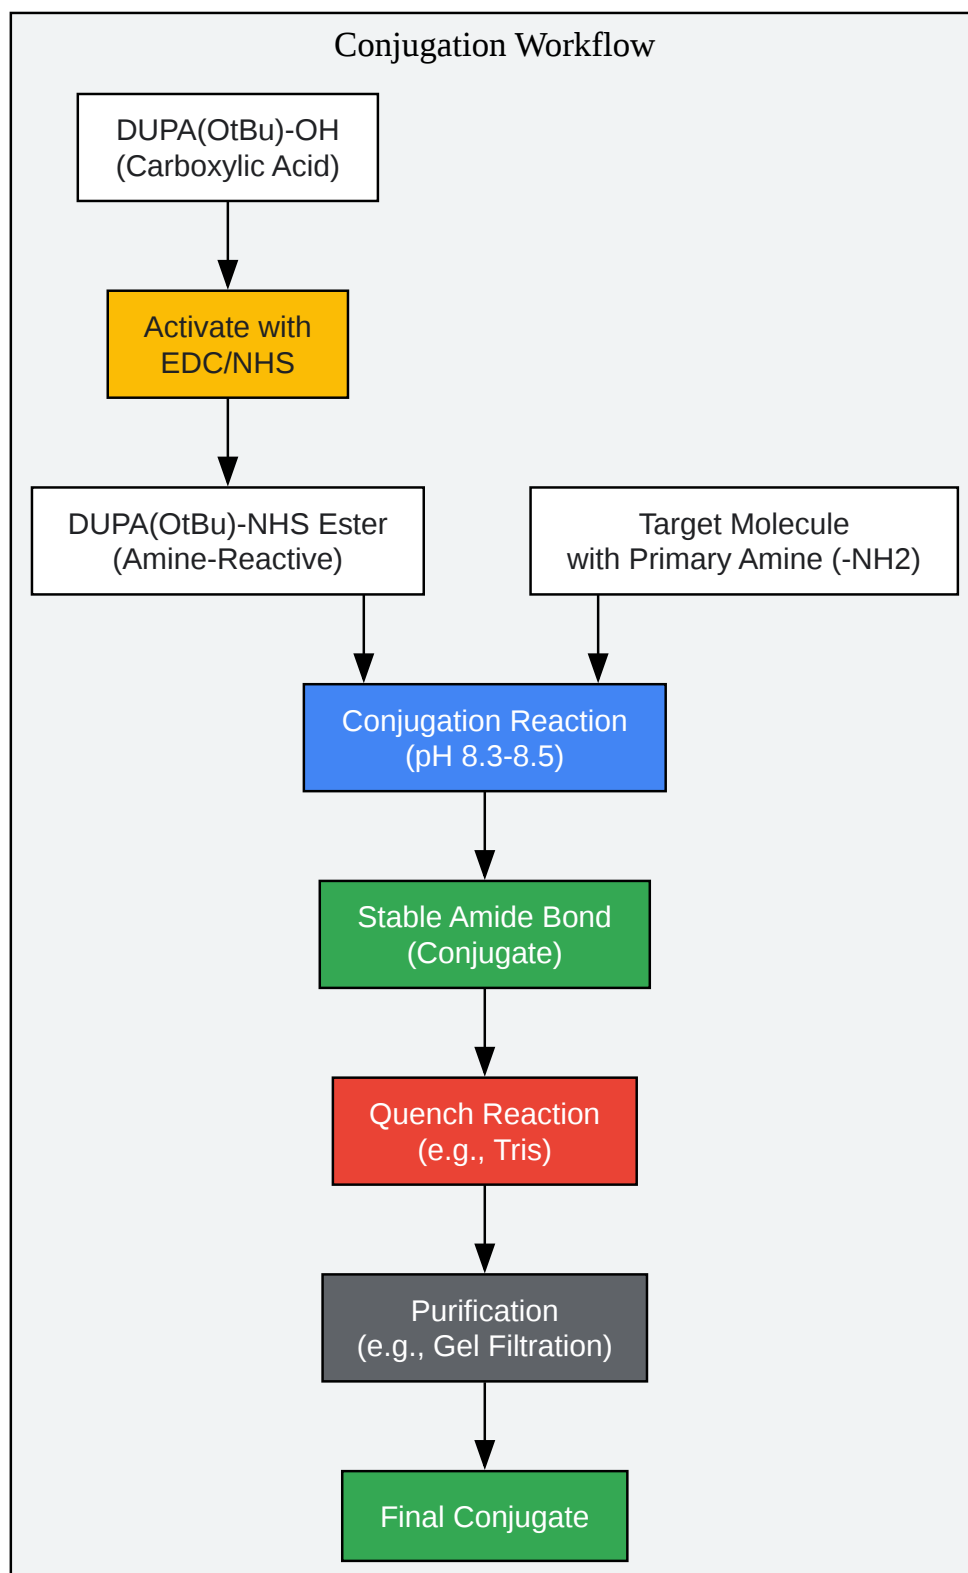 Conjugation Workflow
DUPA(OtBu)-OH
(Carboxylic Acid)
Activate with
EDC/NHS
DUPA(OtBu)-NHS Ester
(Amine-Reactive)
Target Molecule
with Primary Amine (-NH2)
Conjugation Reaction
(pH 8.3-8.5)
Stable Amide Bond
(Conjugate)
Quench Reaction
(e.g., Tris)
Purification
(e.g., Gel Filtration)
Final Conjugate